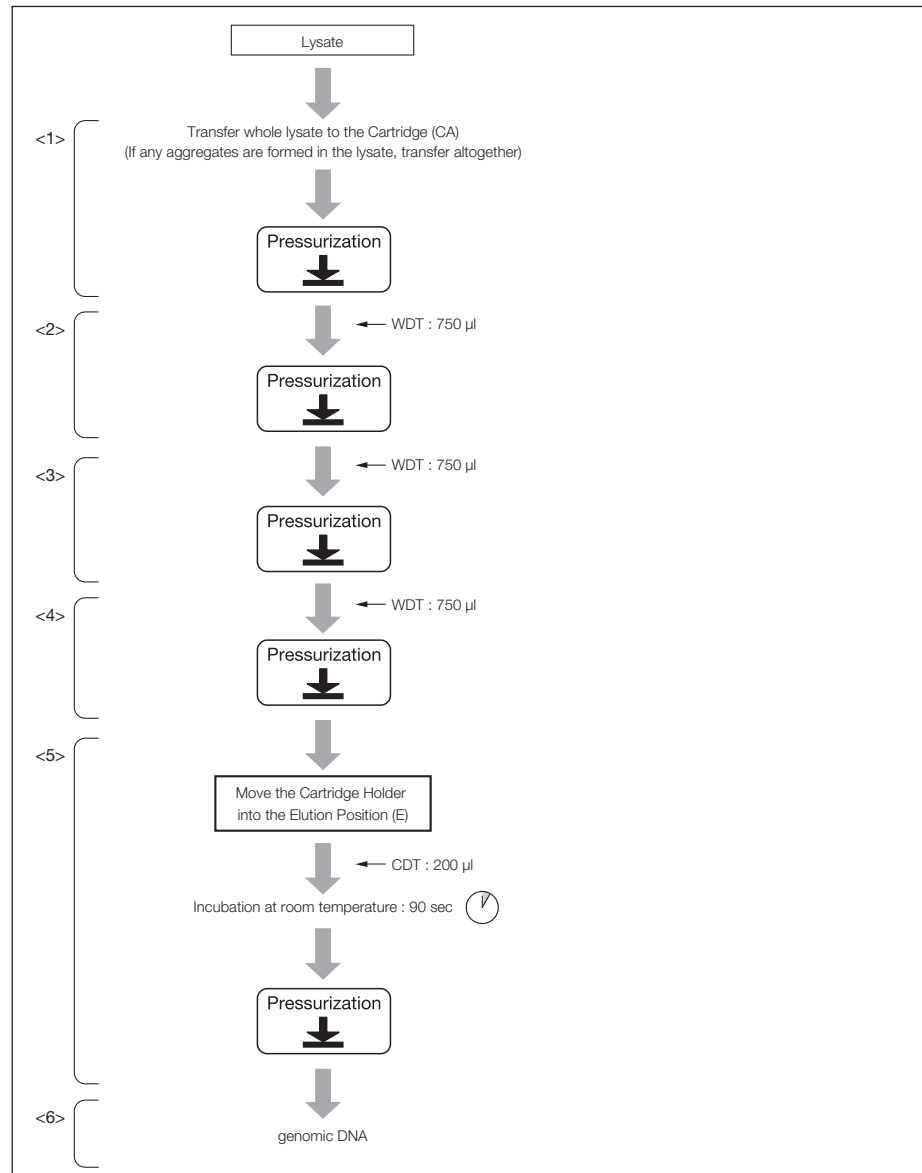 Lysate
<1>
Transfer whole lysate to the Cartridge (CA)
(If any aggregates are formed in the lysate, transfer altogether)
Pressurization
<2>
WDT : 750 µl
Pressurization
<3>
WDT : 750 µl
Pressurization
<4>
WDT : 750 µl
Pressurization
<5>
Move the Cartridge Holder
into the Elution Position (E)
CDT : 200 µl
Incubation at room temperature : 90 sec
Pressurization
<6>
genomic DNA